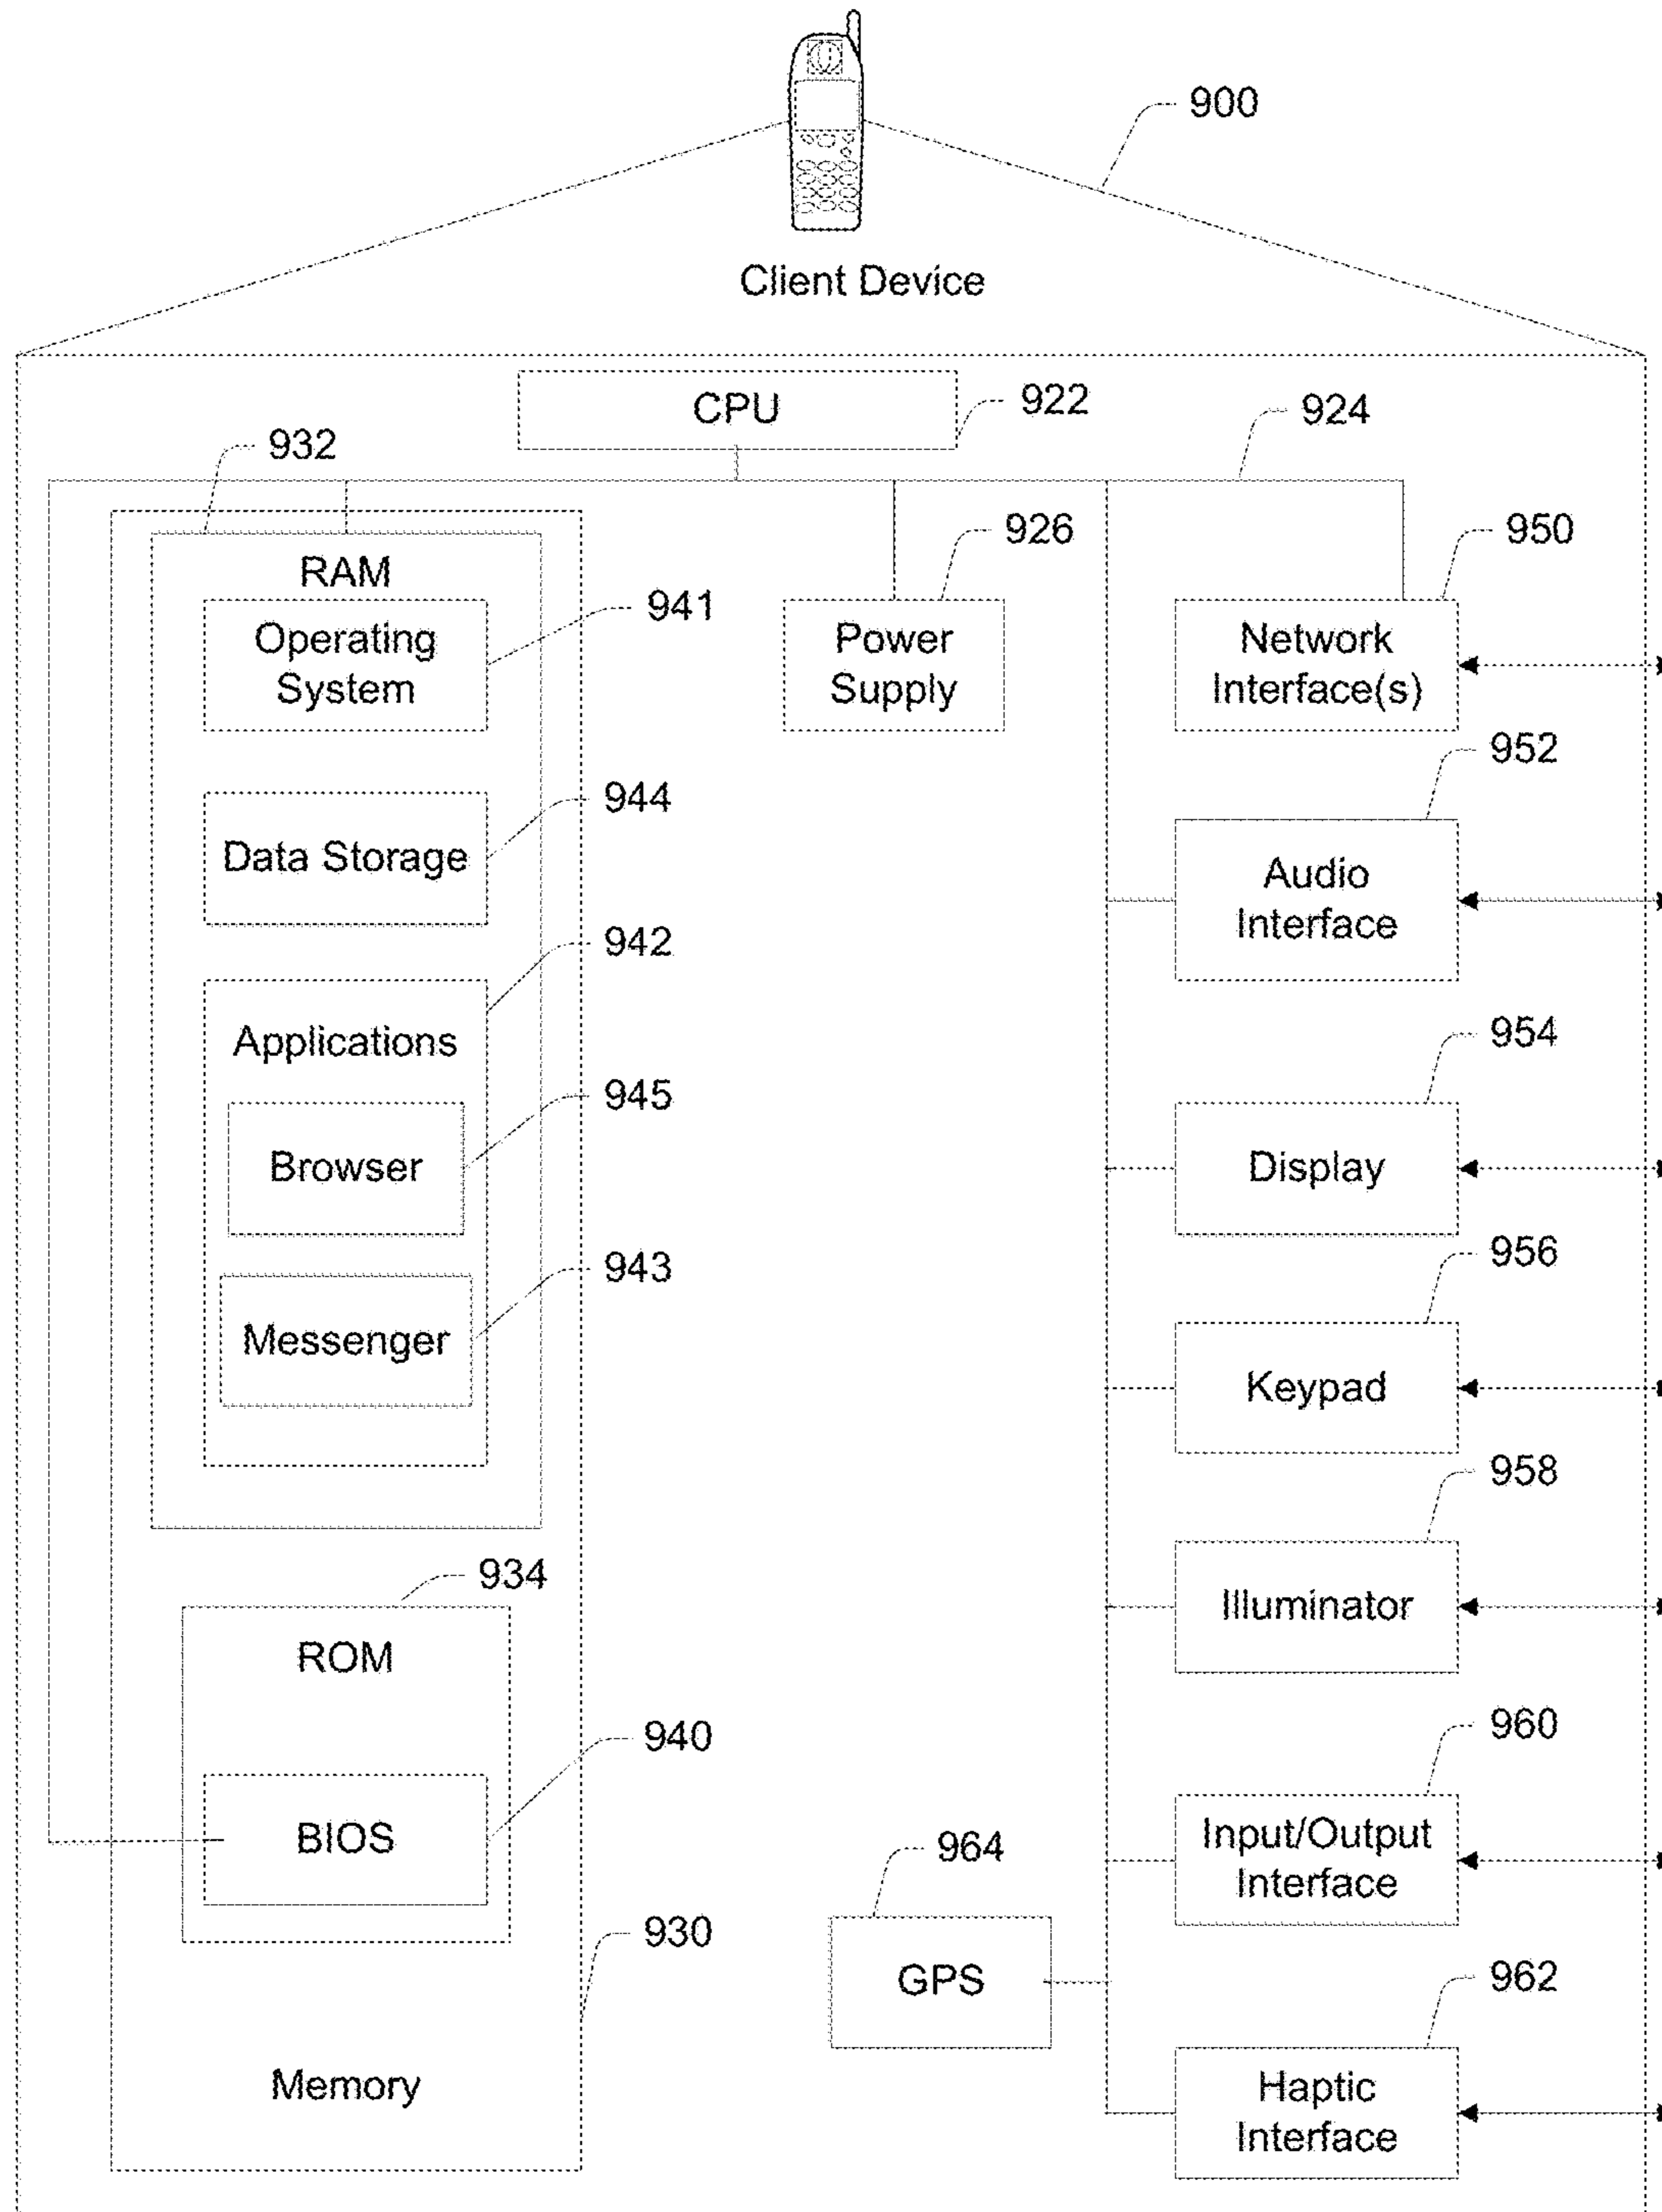 900
Client Device
CPU
922
924
932
926
950
RAM
Operating
System
941
Power
Supply
Network
Interface(s)
952
944
Data Storage
Audio
Interface
942
Applications
954
945
Browser
Display
956
943
Messenger
Keypad
958
934
Illuminator
ROM
940
960
BIOS
Input/Output
Interface
964
930
GPS
962
Memory
Haptic
Interface